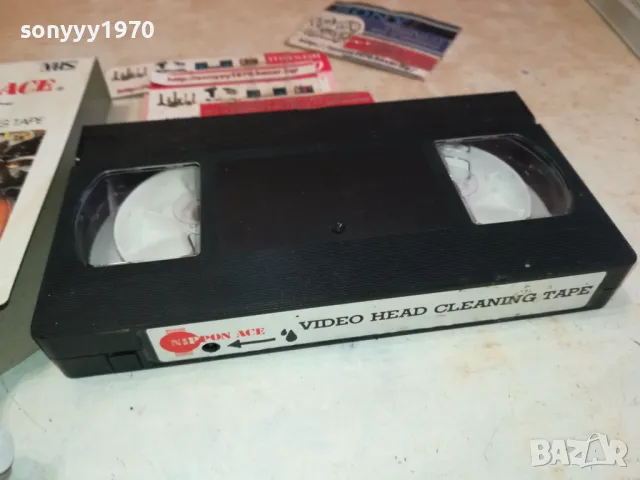 sonyyy1970
VHS
ACE
S TAPE
NIPPON ACE
VIDEO HEAD CLEANING TAPE
BAZAR